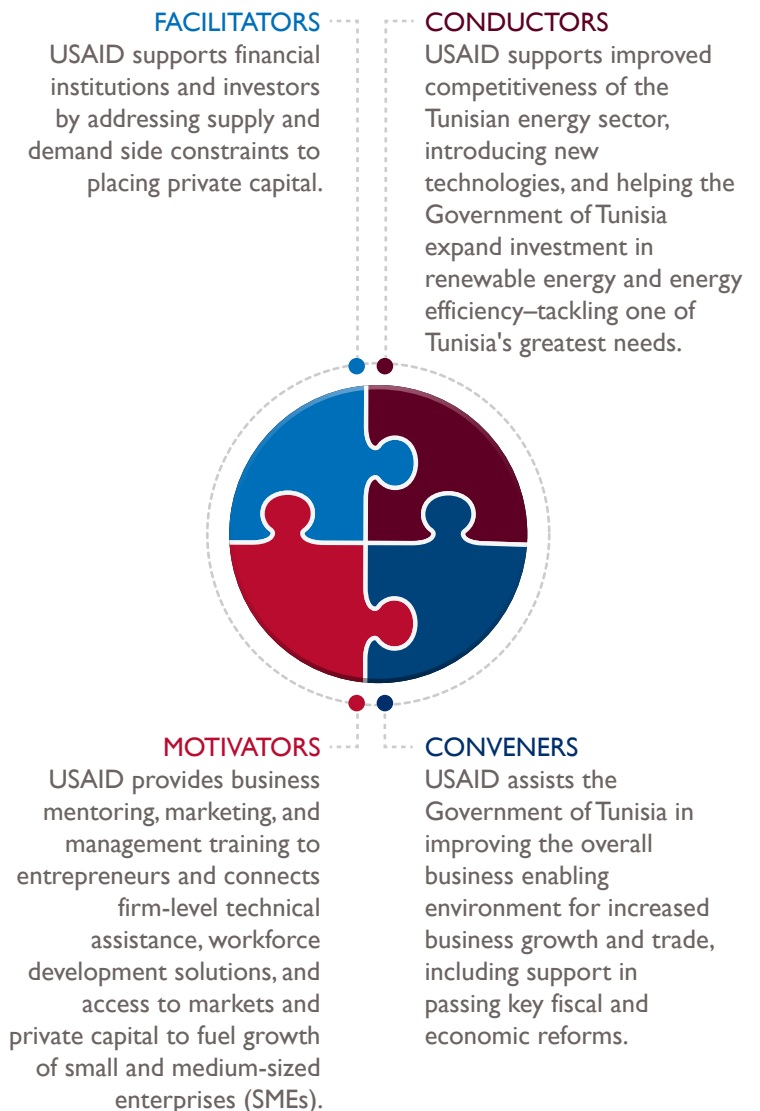 FACILITATORS
USAID supports financial
institutions and investors
by addressing supply and
demand side constraints to
placing private capital.
CONDUCTORS
USAID supports improved
competitiveness of the
Tunisian energy sector,
introducing new
technologies, and helping the
Government of Tunisia
expand investment in
renewable energy and energy
efficiency–tackling one of
Tunisia's greatest needs.
MOTIVATORS
USAID provides business
mentoring, marketing, and
management training to
entrepreneurs and connects
firm-level technical
assistance, workforce
development solutions, and
access to markets and
private capital to fuel growth
of small and medium-sized
enterprises (SMEs).
CONVENERS
USAID assists the
Government of Tunisia in
improving the overall
business enabling
environment for increased
business growth and trade,
including support in
passing key fiscal and
economic reforms.